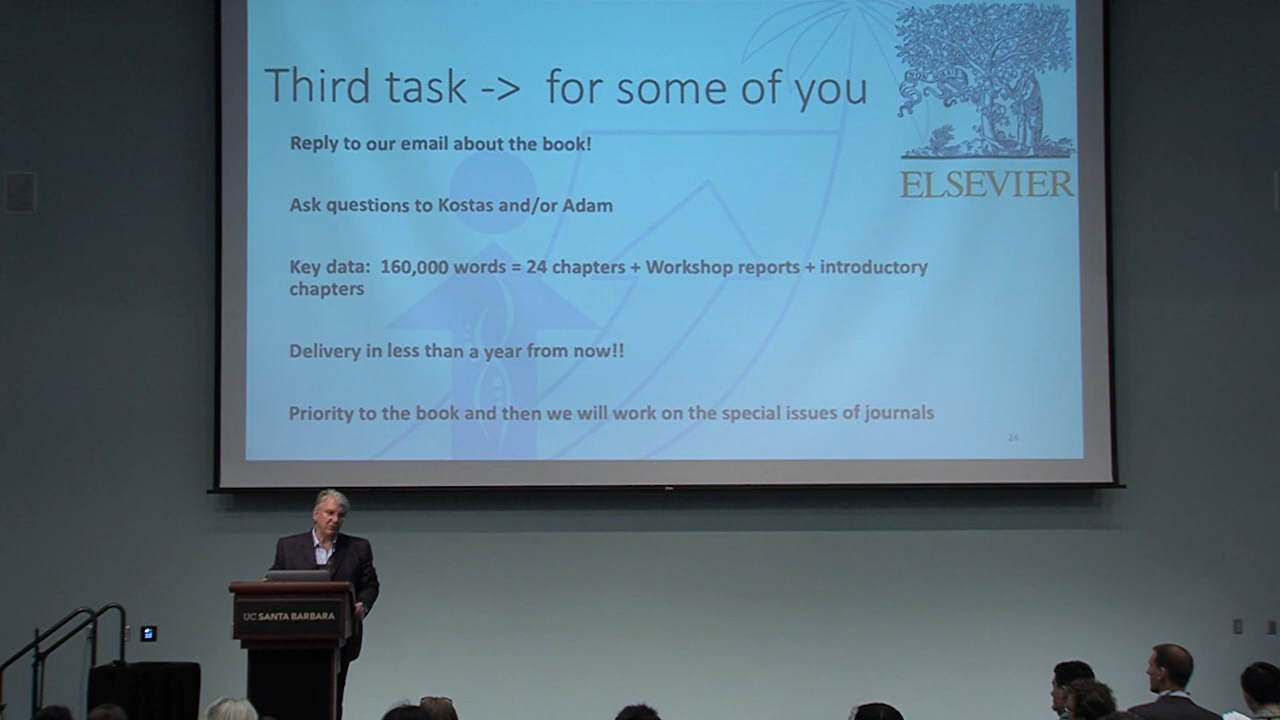 Third task -> for some of you
Reply to our email about the book!
Ask questions to Kostas and/or Adam
Key data: 160,000 words = 24 chapters + Workshop reports + introductory
chapters
Delivery in less than a year from now!!
Priority to the book and then we will work on the special issues of journals
24
ELSEVIER
UC SANTA BARBARA